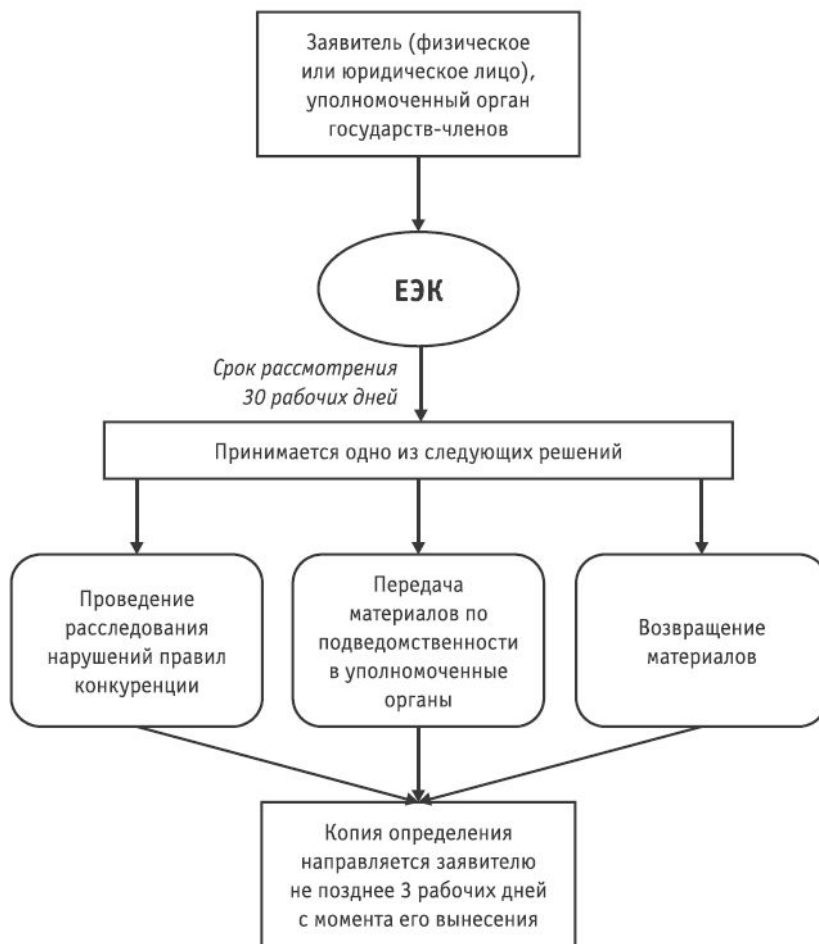 Заявитель (физическое
или юридическое лицо),
уполномоченный орган
государств-членов
ЕЭК
Срок рассмотрения
30 рабочих дней
Принимается одно из следующих решений
Проведение
расследования
нарушений правил
конкуренции
Передача
материалов по
подведомственности
в уполномоченные
органы
Возвращение
материалов
Копия определения
направляется заявителю
не позднее 3 рабочих дней
с момента его вынесения